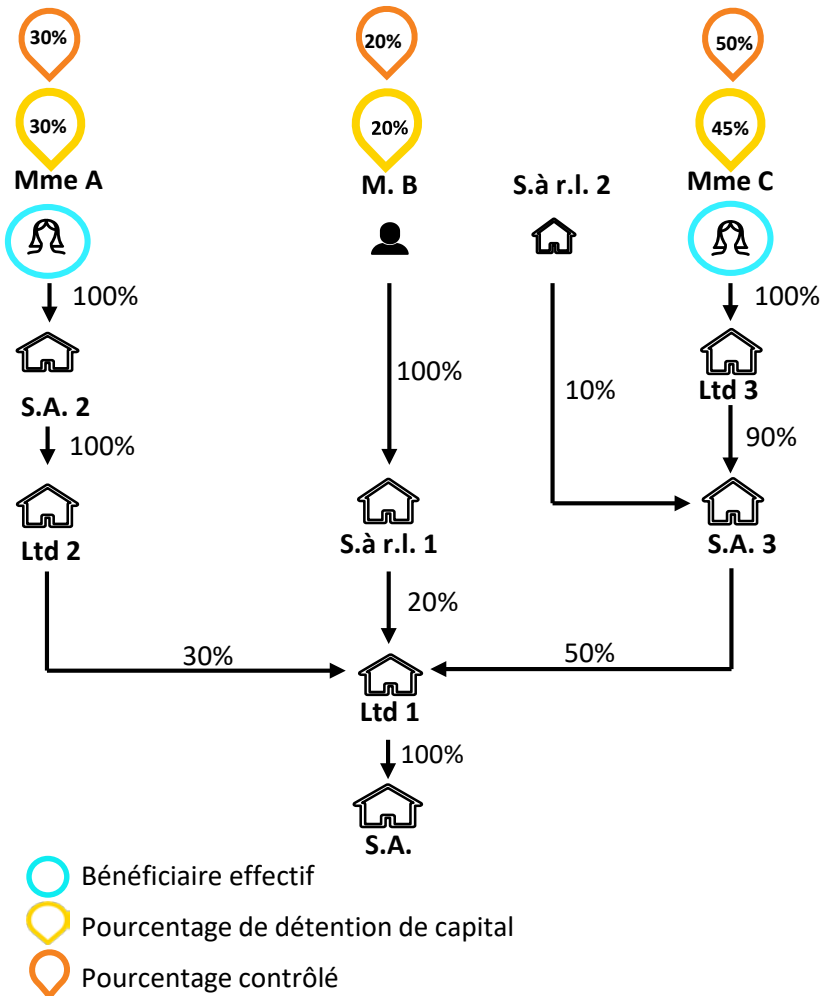 30% 20% 50%
30% 20% 45%
Mme A M. B S.à r.l. 2 Mme C
100% 100%
100% 10% Ltd 3
S.A. 2
100% 90%
Ltd 2 S.à r.l. 1 S.A. 3
20%
30% 50%
Ltd 1
100%
S.A.
Bénéficiaire effectif
Pourcentage de détention de capital
Pourcentage contrôlé